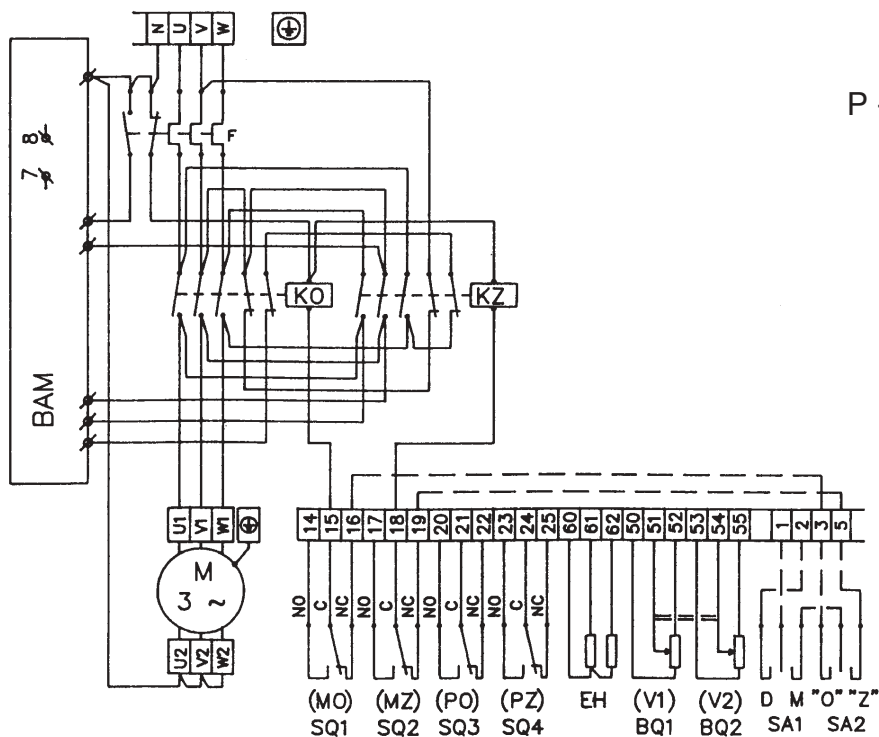 N U V W
P
F
7 8
KO KZ
BAM
U1 V1 W1
14 15 16 17 18 19 20 21 22 23 24 25 60 61 62 50 51 52 53 54 55 1 2 3 5
M
3 ~
NO C NC NO C NC NO C NC NO C NC
U2 V2 W2
(MO) (MZ) (PO) (PZ) EH (V1) (V2) D M "O" "Z"
SQ1 SQ2 SQ3 SQ4 BQ1 BQ2 SA1 SA2